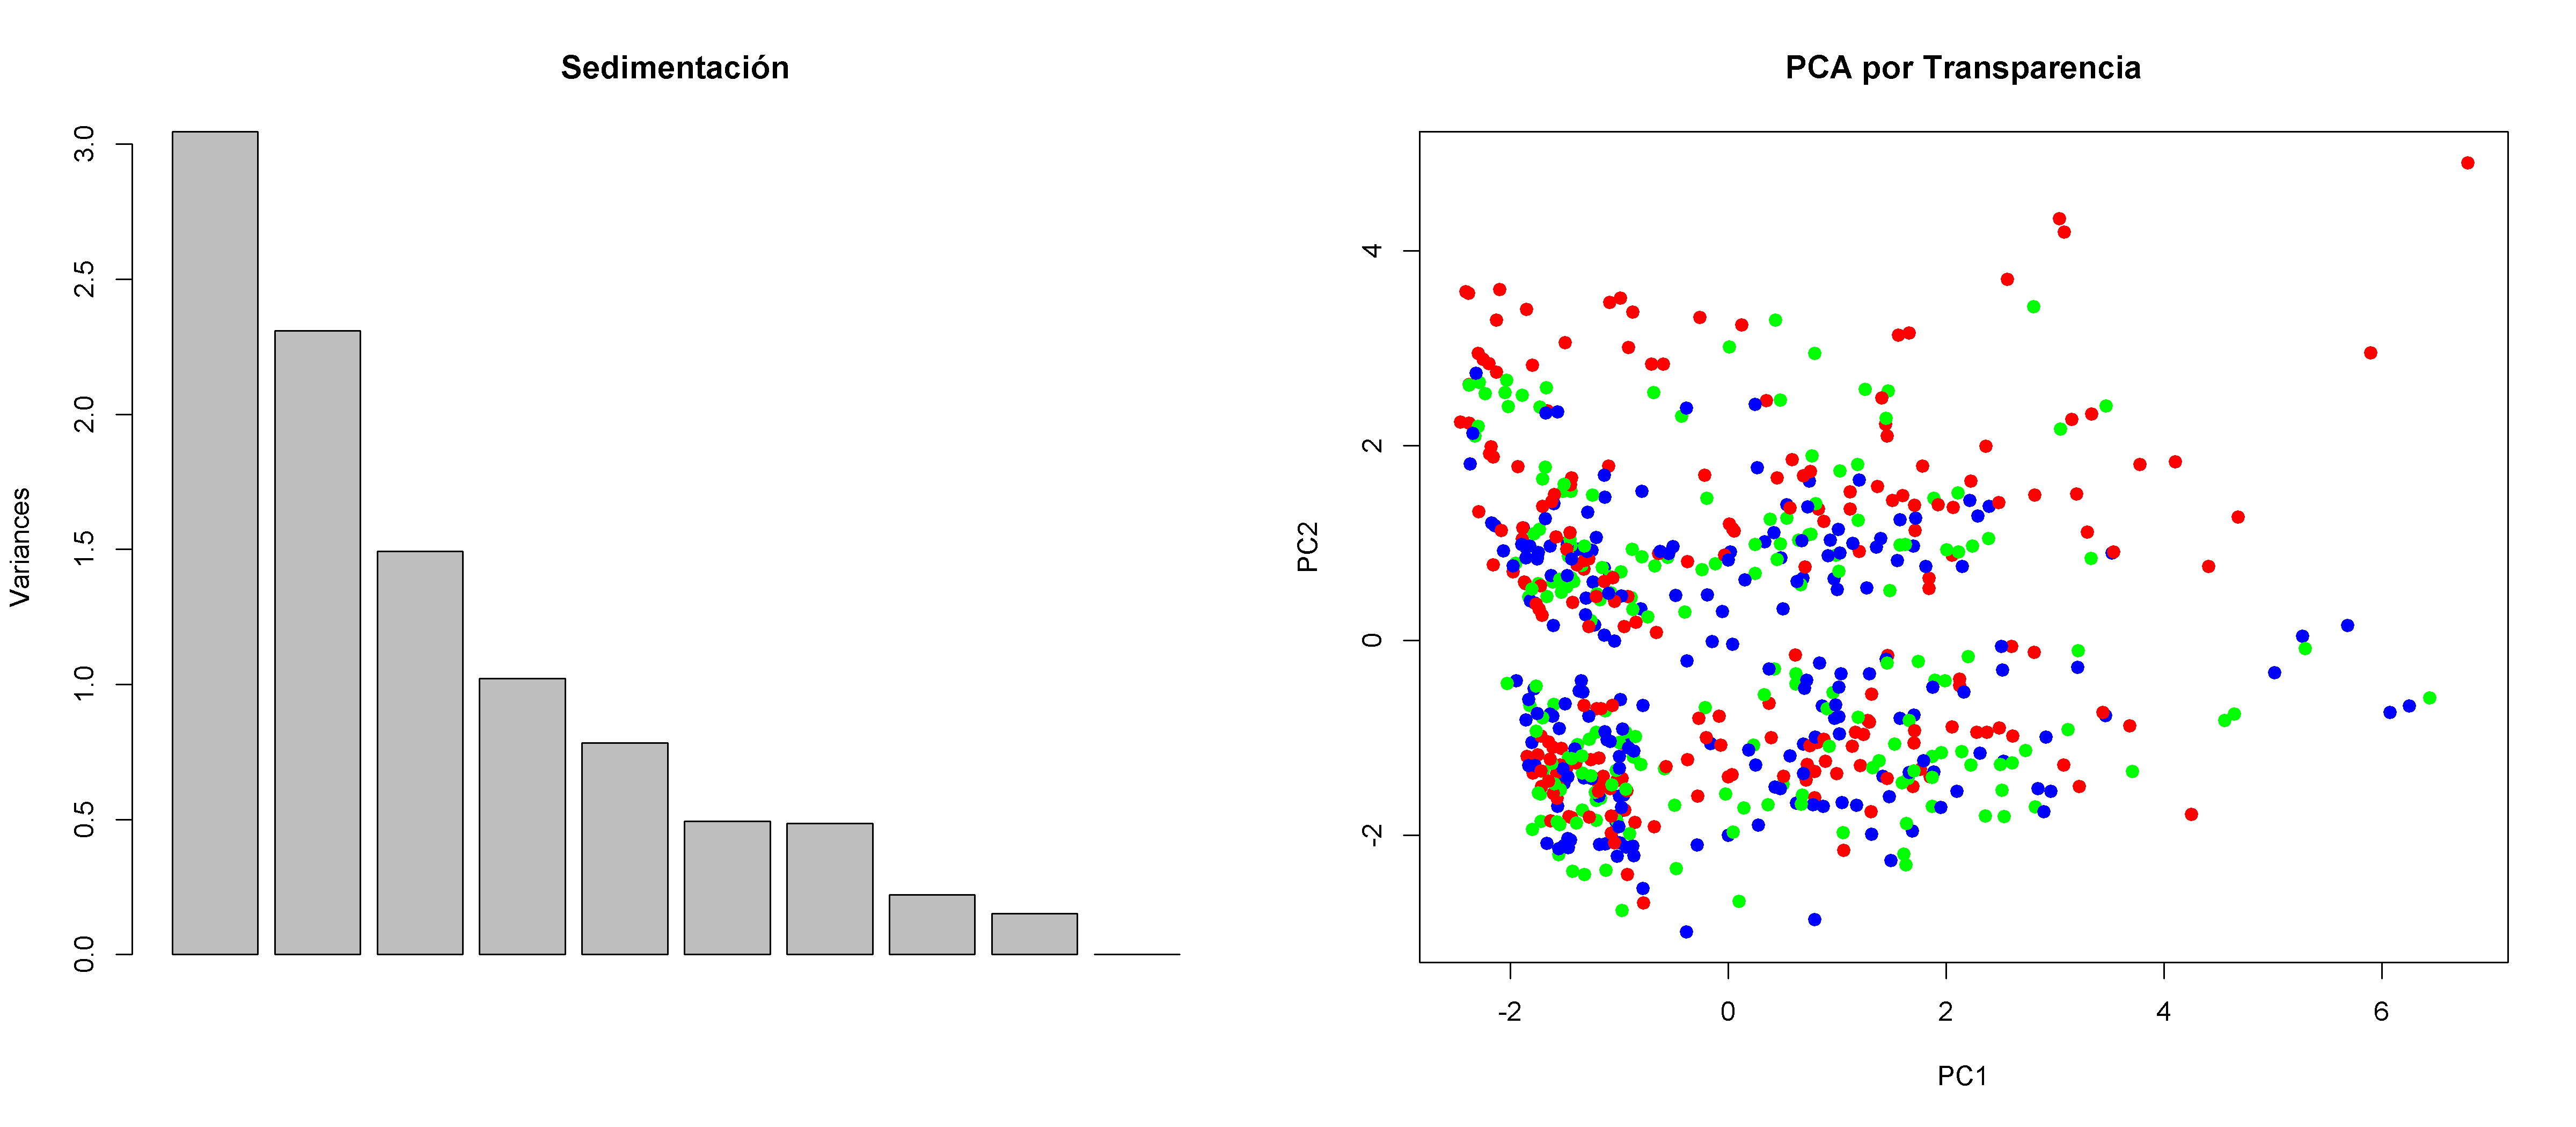 Sedimentación
Variances
3.0
2.5
2.0
1.5
1.0
0.5
0.0
PCA por Transparencia
PC2
4
2
0
-2
-2 0 2 4 6
PC1